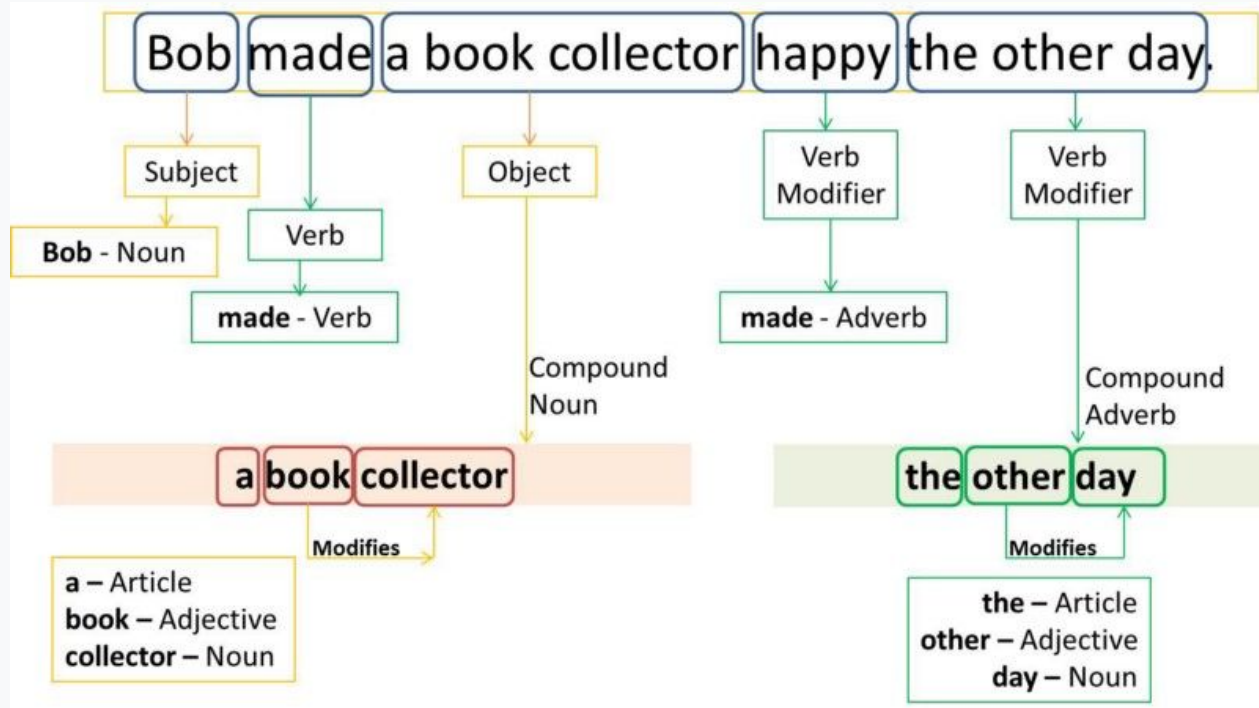 Bob made a book collector happy the other day.
Subject
Object
Verb
Modifier
Verb
Modifier
Bob - Noun
Verb
made - Verb
made - Adverb
Compound
Noun
Compound
Adverb
a book collector
the other day
Modifies
Modifies
a – Article
book – Adjective
collector – Noun
the – Article
other – Adjective
day – Noun